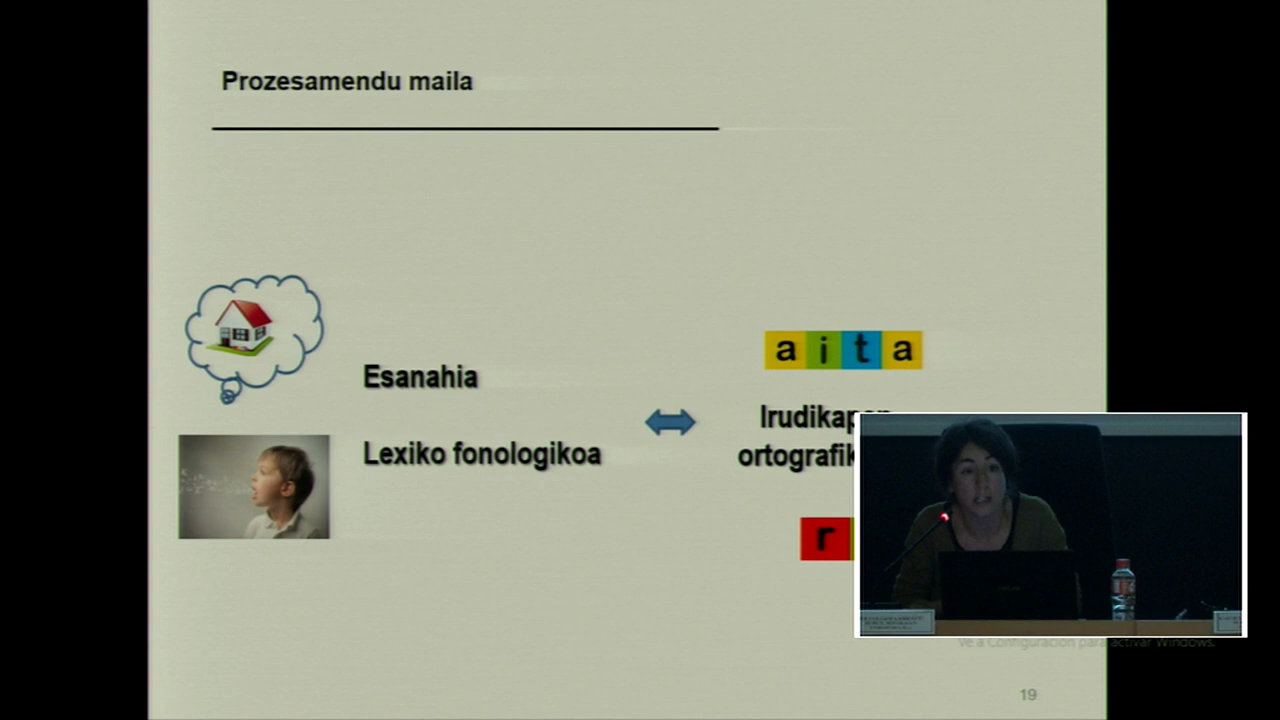 Prozesamendu maila
a i t a
Esanahia
Irudikapen
Lexiko fonologikoa
ortografik
r
Ve a Configuración para activar Windows.
19